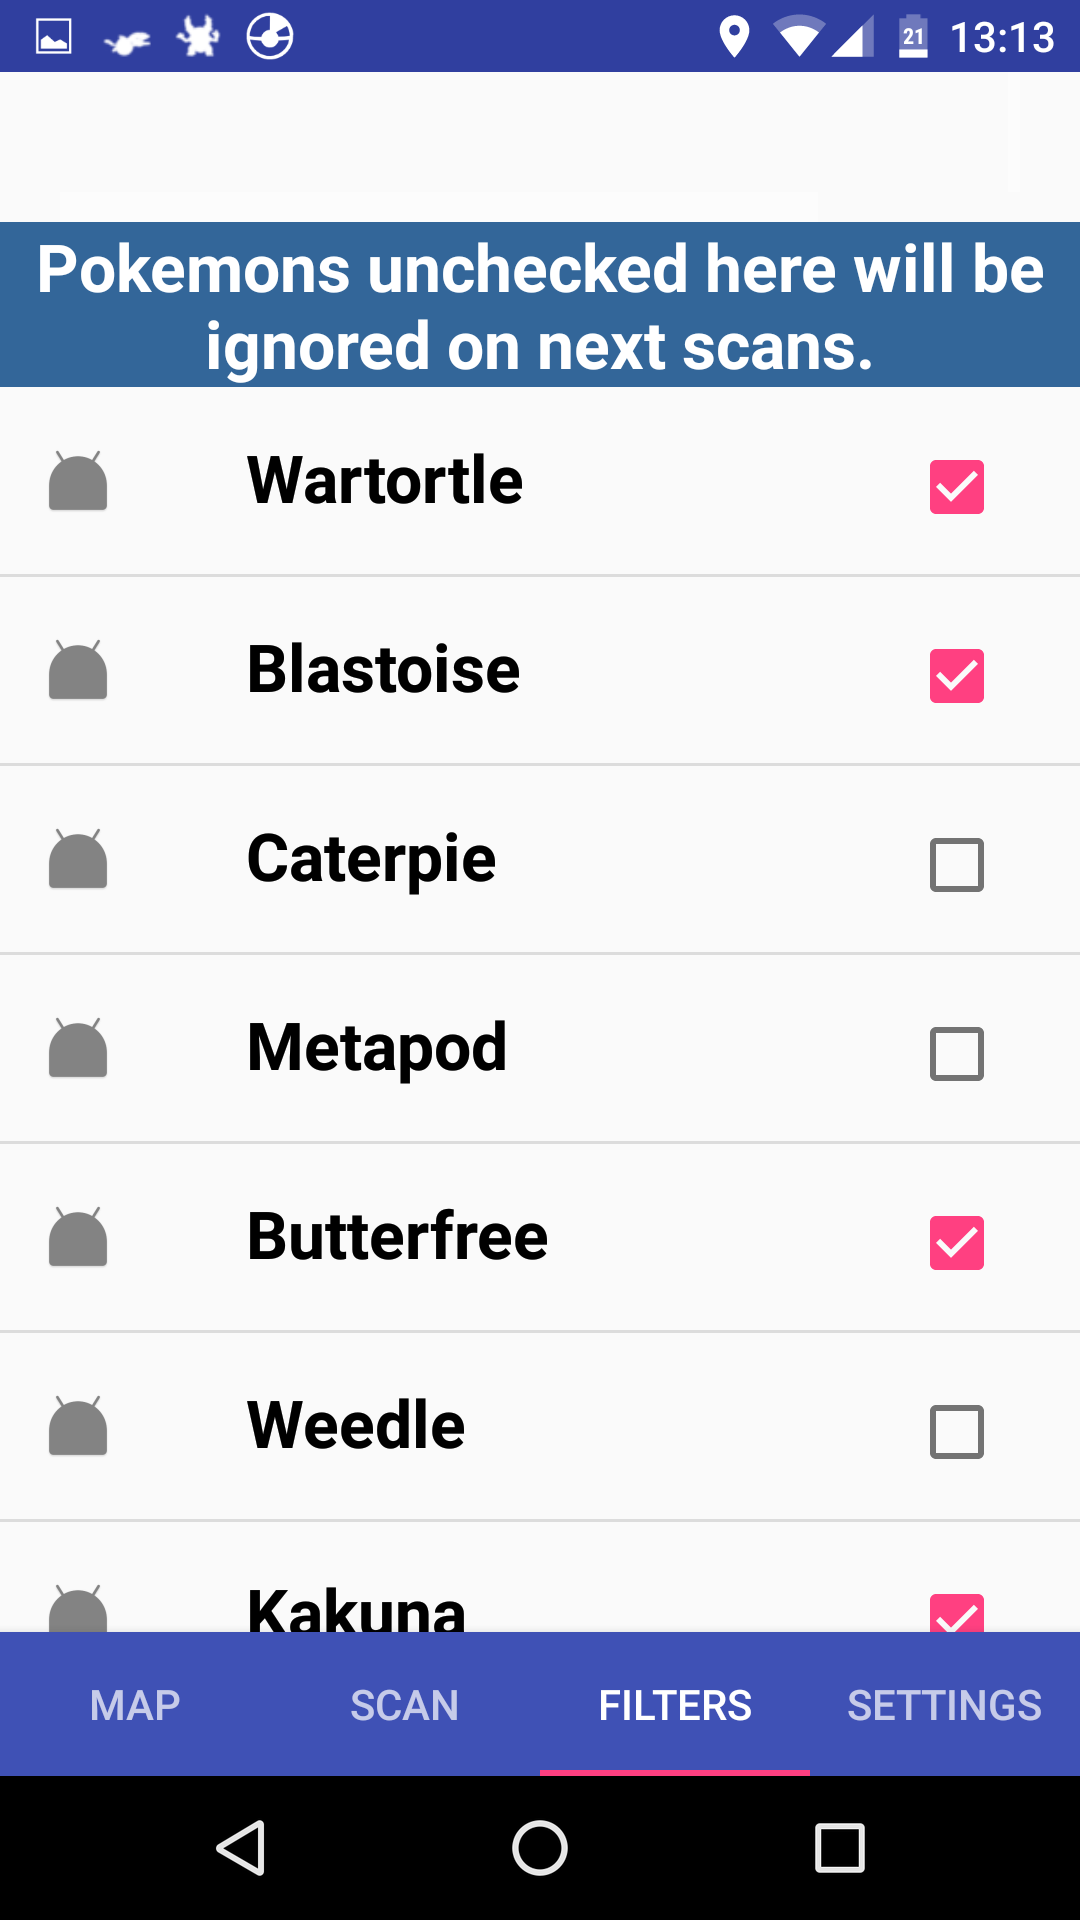 21 13:13
Pokemons unchecked here will be
ignored on next scans.
Wartortle
Blastoise
Caterpie
Metapod
Butterfree
Weedle
Kakuna
MAP SCAN FILTERS SETTINGS